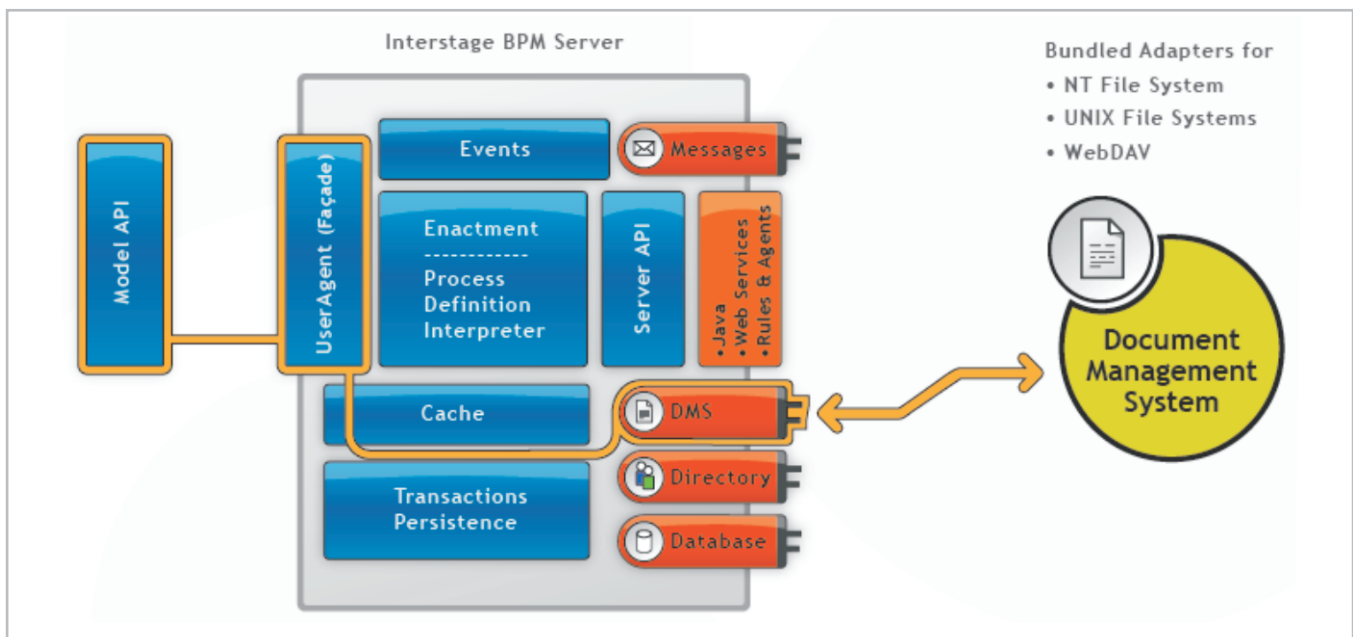 Interstage BPM Server
Bundled Adapters for
• NT File System
• UNIX File Systems
• WebDAV
Model API
UserAgent (Façade)
Events
Messages
Enactment
------------
Process
Definition
Interpreter
Server API
•Java
•Web Services
•Rules & Agents
Cache
DMS
Document
Management
System
Directory
Transactions
Persistence
Database